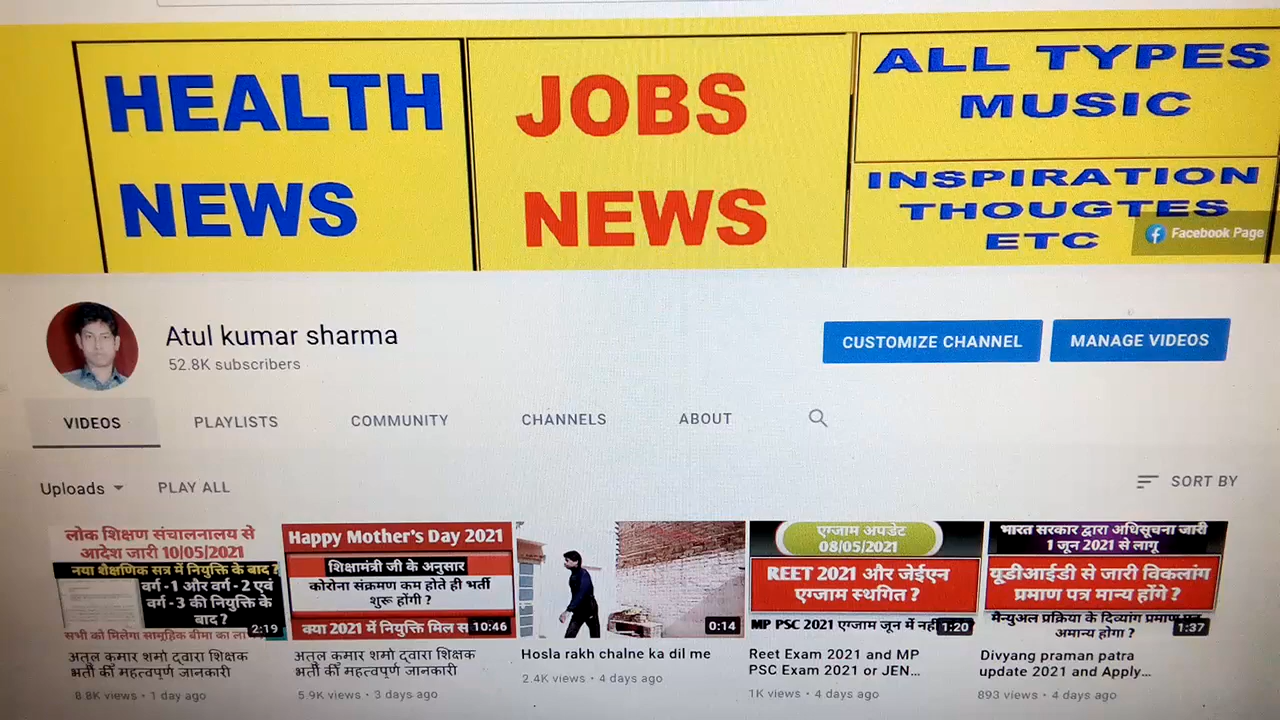 HEALTH
NEWS
JOBS
NEWS
ALL TYPES
MUSIC
INSPIRATION
THOUGTES
ETC
Facebook Page
Atul kumar sharma
52.8K subscribers
CUSTOMIZE CHANNEL
MANAGE VIDEOS
VIDEOS
PLAYLISTS
COMMUNITY
CHANNELS
ABOUT
Uploads
PLAY ALL
SORT BY
लोक शिक्षण संचालनालय से
आदेश जारी 10/05/2021
नया शैक्षणिक सत्र में नियुक्ति के बाद ?
वर्ग - 1 और वर्ग - 2 एवं
वर्ग - 3 की नियुक्ति के
बाद ?
सभी को मिलेगा सामूहिक बीमा का
2:19
अतुल कुमार शर्मा द्वारा शिक्षक
भर्ती की महत्वपूर्ण जानकारी
8.8K views • 1 day ago
Happy Mother's Day 2021
शिक्षामंत्री जी के अनुसार
कोरोना संक्रमण कम होते ही भर्ती
शुरू होंगी ?
क्या 2021 में नियुक्ति मिल
10:46
अतुल कुमार शर्मा द्वारा शिक्षक
भर्ती की महत्वपूर्ण जानकारी
5.9K views • 3 days ago
0:14
Hosla rakh chalne ka dil me
2.4K views • 4 days ago
एग्जाम अपडेट
08/05/2021
REET 2021 और जेईएन
एग्जाम स्थगित ?
MP PSC 2021 एग्जाम जून में
1:20
Reet Exam 2021 and MP
PSC Exam 2021 or JEN...
1K views • 4 days ago
भारत सरकार द्वारा अधिसूचना जारी
1 जून 2021 से लागू
यूडीआईडी से जारी विकलांग
प्रमाण पत्र मान्य होंगे ?
मैन्युअल प्रक्रिया के दिव्यांग प्रमाण
अमान्य होगा ?
1:37
Divyang praman patra
update 2021 and Apply...
893 views • 4 days ago